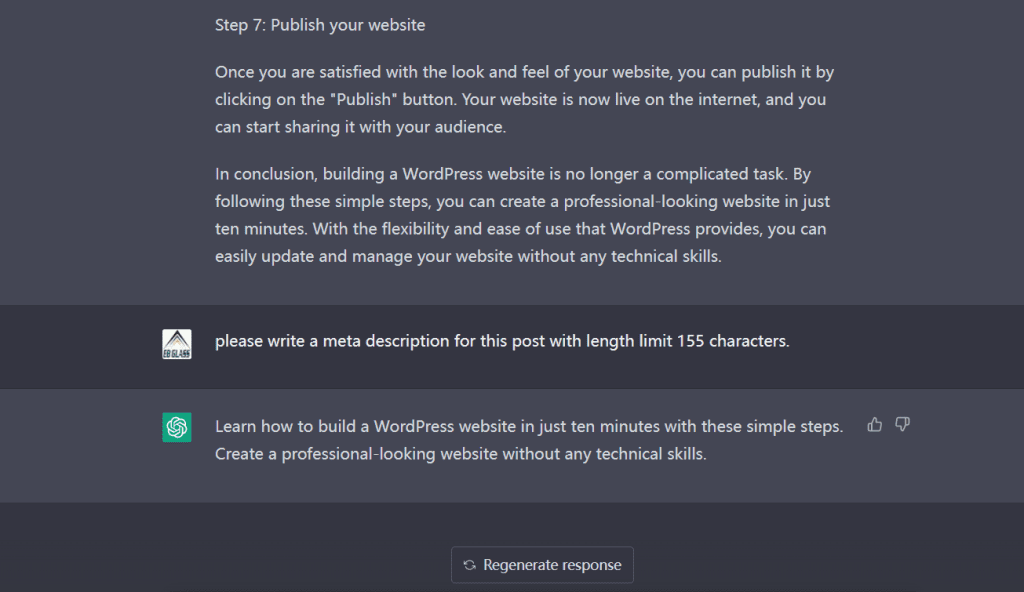 Step 7: Publish your website
Once you are satisfied with the look and feel of your website, you can publish it by
clicking on the "Publish" button. Your website is now live on the internet, and you
can start sharing it with your audience.
In conclusion, building a WordPress website is no longer a complicated task. By
following these simple steps, you can create a professional-looking website in just
ten minutes. With the flexibility and ease of use that WordPress provides, you can
easily update and manage your website without any technical skills.
EB GLASS
please write a meta description for this post with length limit 155 characters.
Learn how to build a WordPress website in just ten minutes with these simple steps.
Create a professional-looking website without any technical skills.
Regenerate response